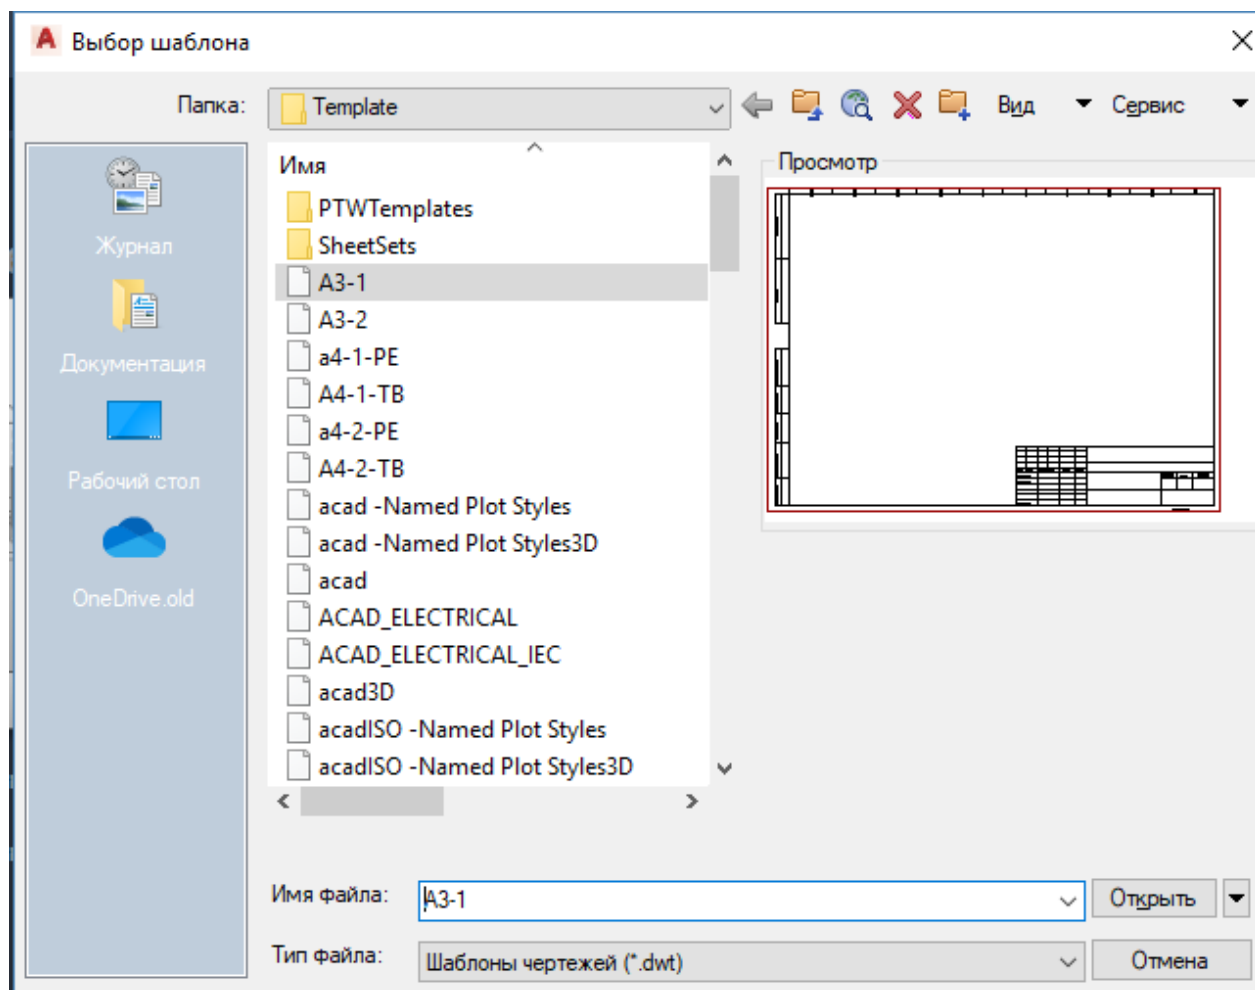 Выбор шаблона
Папка:
Template
Вид
Сервис
Журнал
Документация
Рабочий стол
OneDrive.old
Имя
PTWTemplates
SheetSets
A3-1
A3-2
a4-1-PE
A4-1-TB
a4-2-PE
A4-2-TB
acad -Named Plot Styles
acad -Named Plot Styles3D
acad
ACAD_ELECTRICAL
ACAD_ELECTRICAL_IEC
acad3D
acadISO -Named Plot Styles
acadISO -Named Plot Styles3D
Просмотр
Имя файла:
A3-1
Открыть
Тип файла:
Шаблоны чертежей (*.dwt)
Отмена